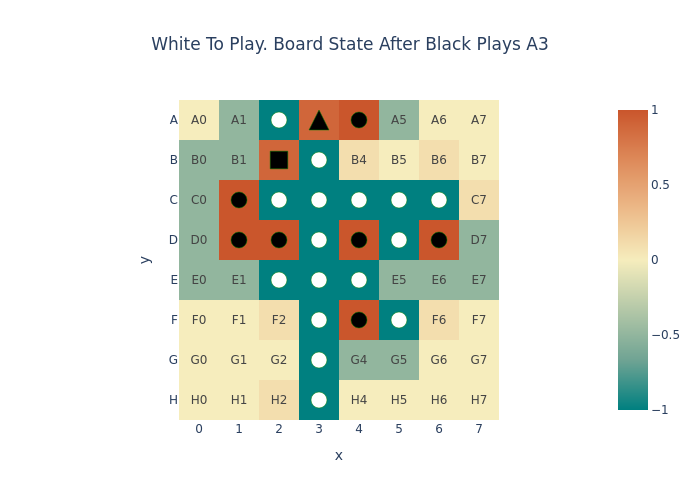 White To Play. Board State After Black Plays A3
A A0 A1 A5 A6 A7
B B0 B1 B4 B5 B6 B7
C C0 C7
D D0 D7
E E0 E1 E5 E6 E7
F F0 F1 F2 F6 F7
G G0 G1 G2 G4 G5 G6 G7
H H0 H1 H2 H4 H5 H6 H7
0 1 2 3 4 5 6 7
x
y
1
0.5
0
−0.5
−1